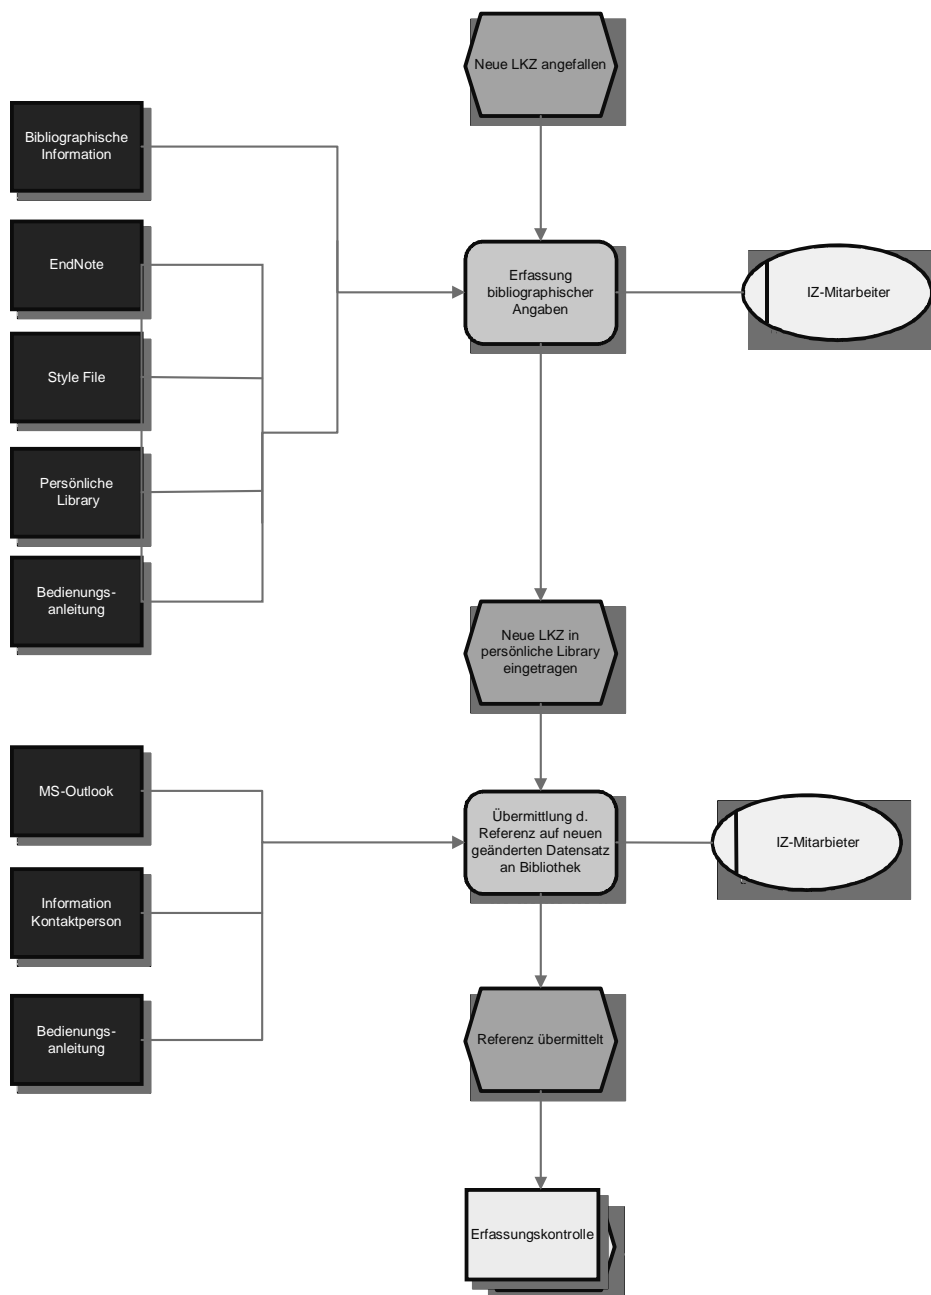 Neue LKZ angefallen
Bibliographische
Information
EndNote
Erfassung
bibliographischer
Angaben
IZ-Mitarbeiter
Style File
Persönliche
Library
Bedienungs-
anleitung
Neue LKZ in
persönliche Library
eingetragen
MS-Outlook
Übermittlung d.
Referenz auf neuen
geänderten Datensatz
an Bibliothek
IZ-Mitarbieter
Information
Kontaktperson
Bedienungs-
anleitung
Referenz übermittelt
Erfassungskontrolle